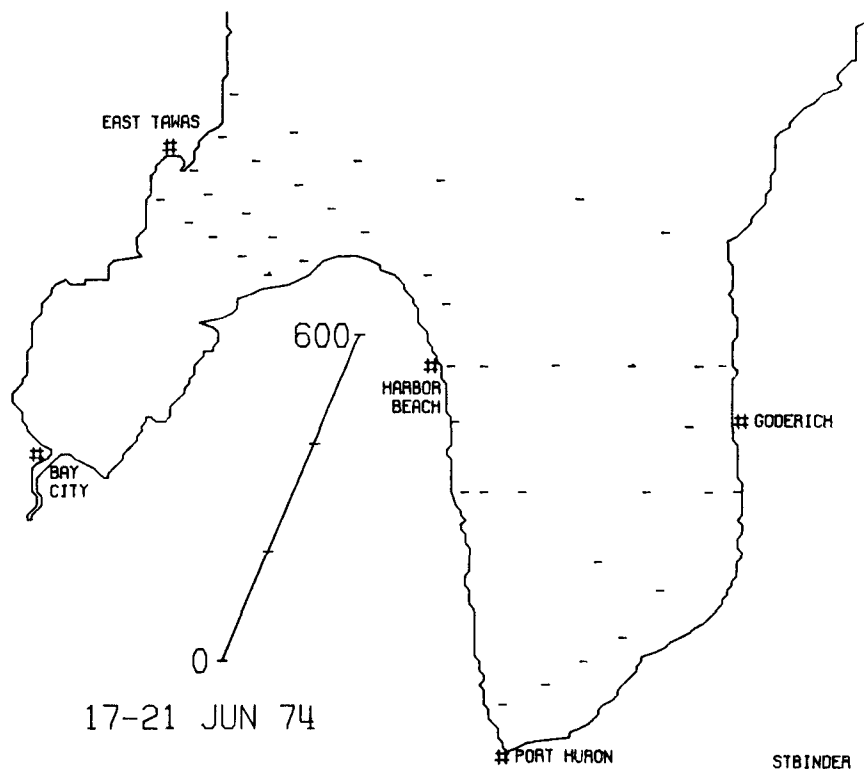 EAST TAWAS
#
600
#
HARBOR
BEACH
# GODERICH
#
BAY
CITY
0
17-21 JUN 74
# PORT HURON
STBINDER